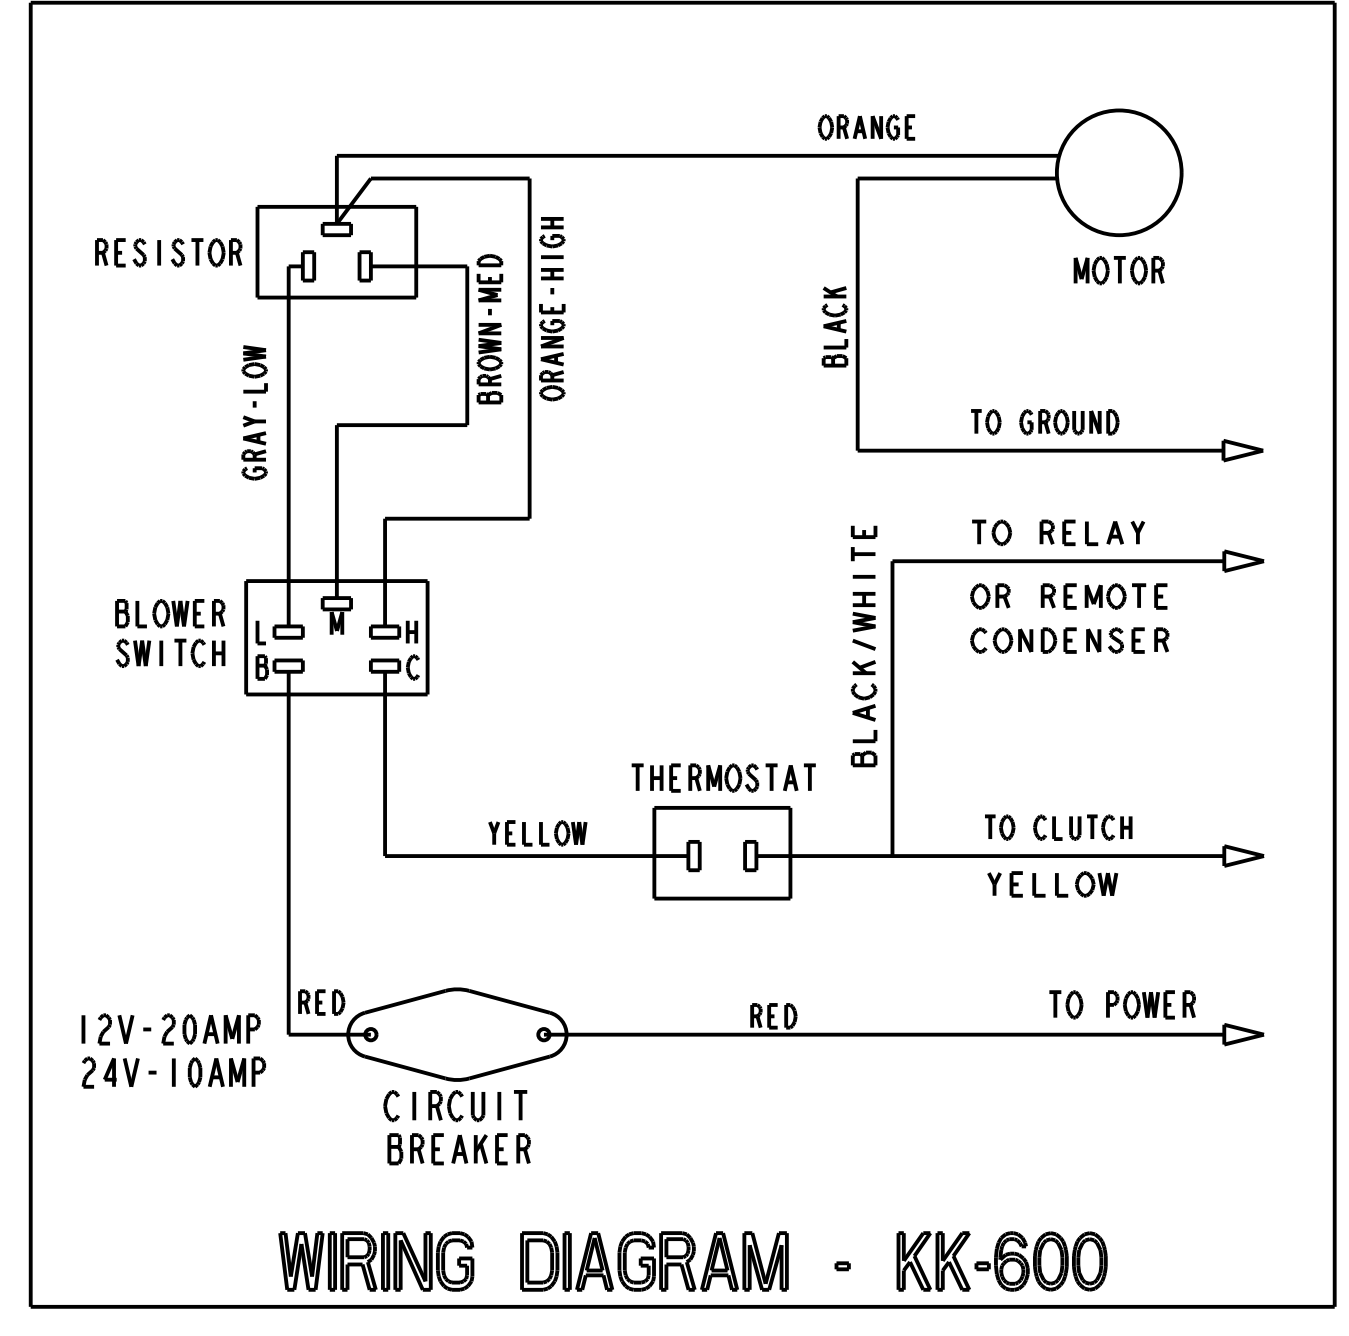 ORANGE
RESISTOR
MOTOR
ORANGE-HIGH
BROWN-MED
BLACK
GRAY-LOW
TO GROUND
TO RELAY
OR REMOTE
CONDENSER
BLACK/WHITE
BLOWER
SWITCH
L
M
H
B
C
THERMOSTAT
YELLOW
TO CLUTCH
YELLOW
RED
RED
TO POWER
12V-20AMP
24V-10AMP
CIRCUIT
BREAKER
WIRING DIAGRAM - KK-600